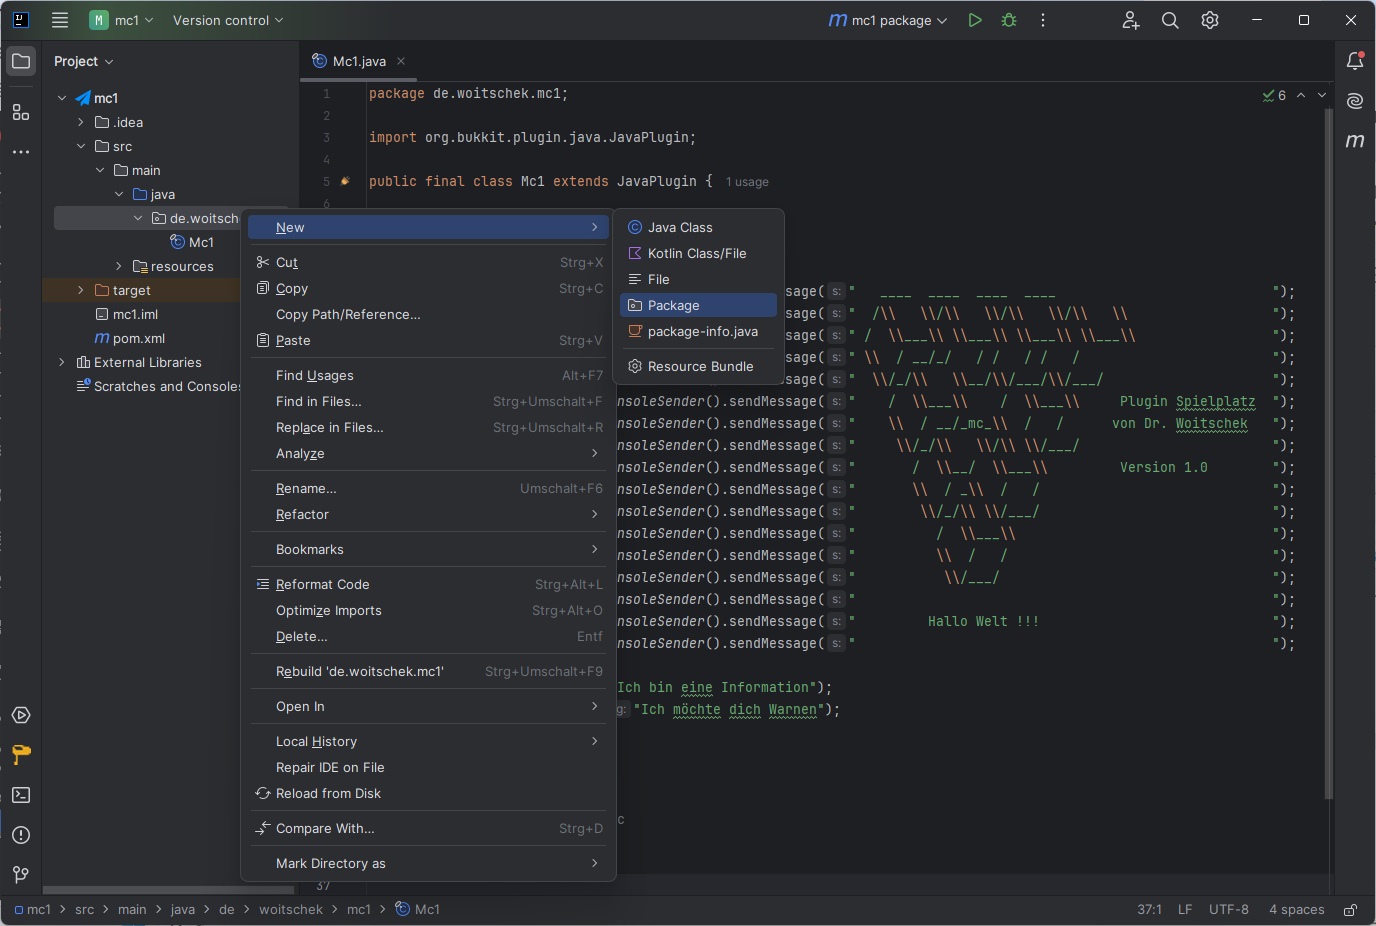 M mc1 Version control m mc1 package
Project
Mc1.java
mc1
.idea
src
main
java
de.woitsche
Mc1
resources
target
mc1.iml
m pom.xml
External Libraries
Scratches and Consoles
New
Cut Strg+X
Copy Strg+C
Copy Path/Reference...
Paste Strg+V
Find Usages Alt+F7
Find in Files... Strg+Umschalt+F
Replace in Files... Strg+Umschalt+R
Analyze
Rename... Umschalt+F6
Refactor
Bookmarks
Reformat Code Strg+Alt+L
Optimize Imports Strg+Alt+O
Delete... Entf
Rebuild 'de.woitschek.mc1' Strg+Umschalt+F9
Open In
Local History
Repair IDE on File
Reload from Disk
Compare With... Strg+D
Mark Directory as
Java Class
Kotlin Class/File
File
Package
package-info.java
Resource Bundle
1 package de.woitschek.mc1; 6
2
3 import org.bukkit.plugin.java.JavaPlugin;
4
5 public final class Mc1 extends JavaPlugin { 1 usage
6
sage( s: "   ____  ____  ____  ____                           ");
sage( s: "  /\\   \\/\\   \\/\\   \\/\\   \\                   ");
sage( s: " /  \\___\\ \\___\\ \\___\\ \\___\\                  ");
sage( s: " \\  / __/_/   / /   / /   /                        ");
sage( s: "  \\/_/\\   \\__/\\/___/\\/___/                     ");
nsoleSender().sendMessage( s: "    /  \\___\\    /  \\___\\     Plugin Spielplatz  ");
nsoleSender().sendMessage( s: "    \\  / __/_mc_\\  /   /      von Dr. Woitschek   ");
nsoleSender().sendMessage( s: "     \\/_/\\   \\/\\ \\/___/                        ");
nsoleSender().sendMessage( s: "       /  \\__/  \\___\\         Version 1.0        ");
nsoleSender().sendMessage( s: "       \\  / _\\  /   /                             ");
nsoleSender().sendMessage( s: "        \\/_/\\ \\/___/                             ");
nsoleSender().sendMessage( s: "          /  \\___\\                                ");
nsoleSender().sendMessage( s: "          \\  /   /                                 ");
nsoleSender().sendMessage( s: "           \\/___/                                  ");
nsoleSender().sendMessage( s: "                                                    ");
nsoleSender().sendMessage( s: "         Hallo Welt !!!                             ");
nsoleSender().sendMessage( s: "                                                    ");
Ich bin eine Information");
g: "Ich möchte dich Warnen");
c
37
mc1 > src > main > java > de > woitschek > mc1 > Mc1 37:1 LF UTF-8 4 spaces